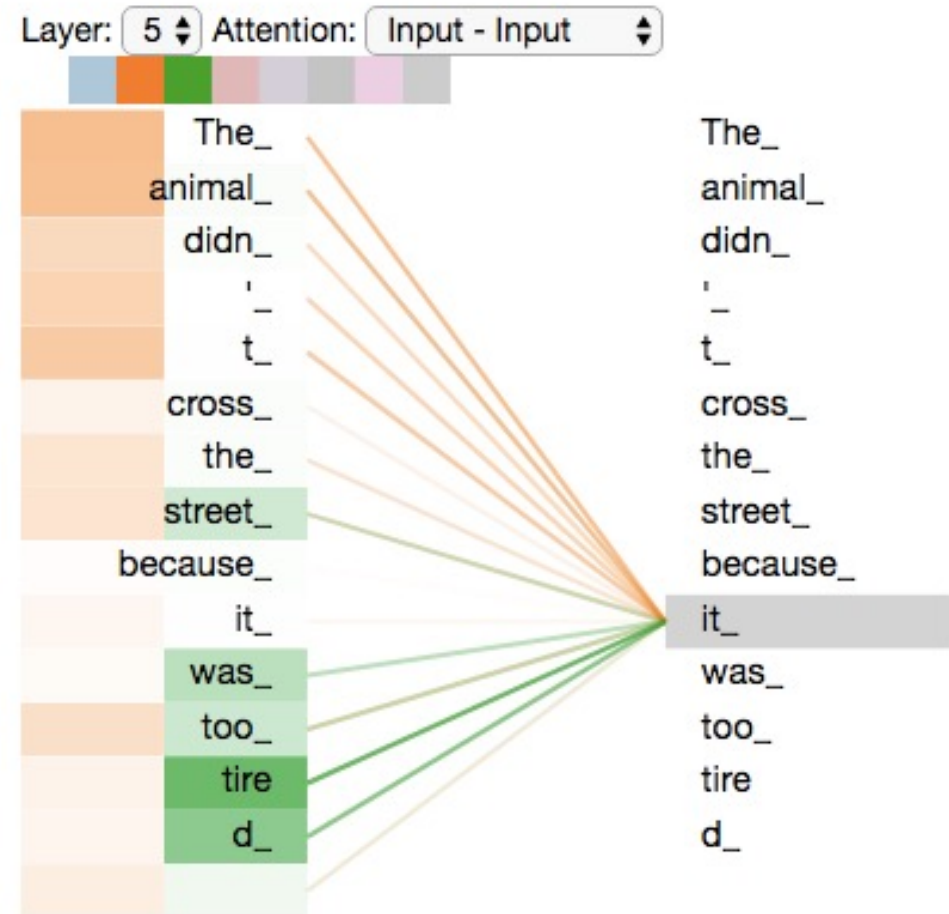 Layer: 5 Attention: Input - Input
The_ The_
animal_ animal_
didn_ didn_
'_ '_
t_ t_
cross_ cross_
the_ the_
street_ street_
because_ because_
it_ it_
was_ was_
too_ too_
tire tire
d_ d_